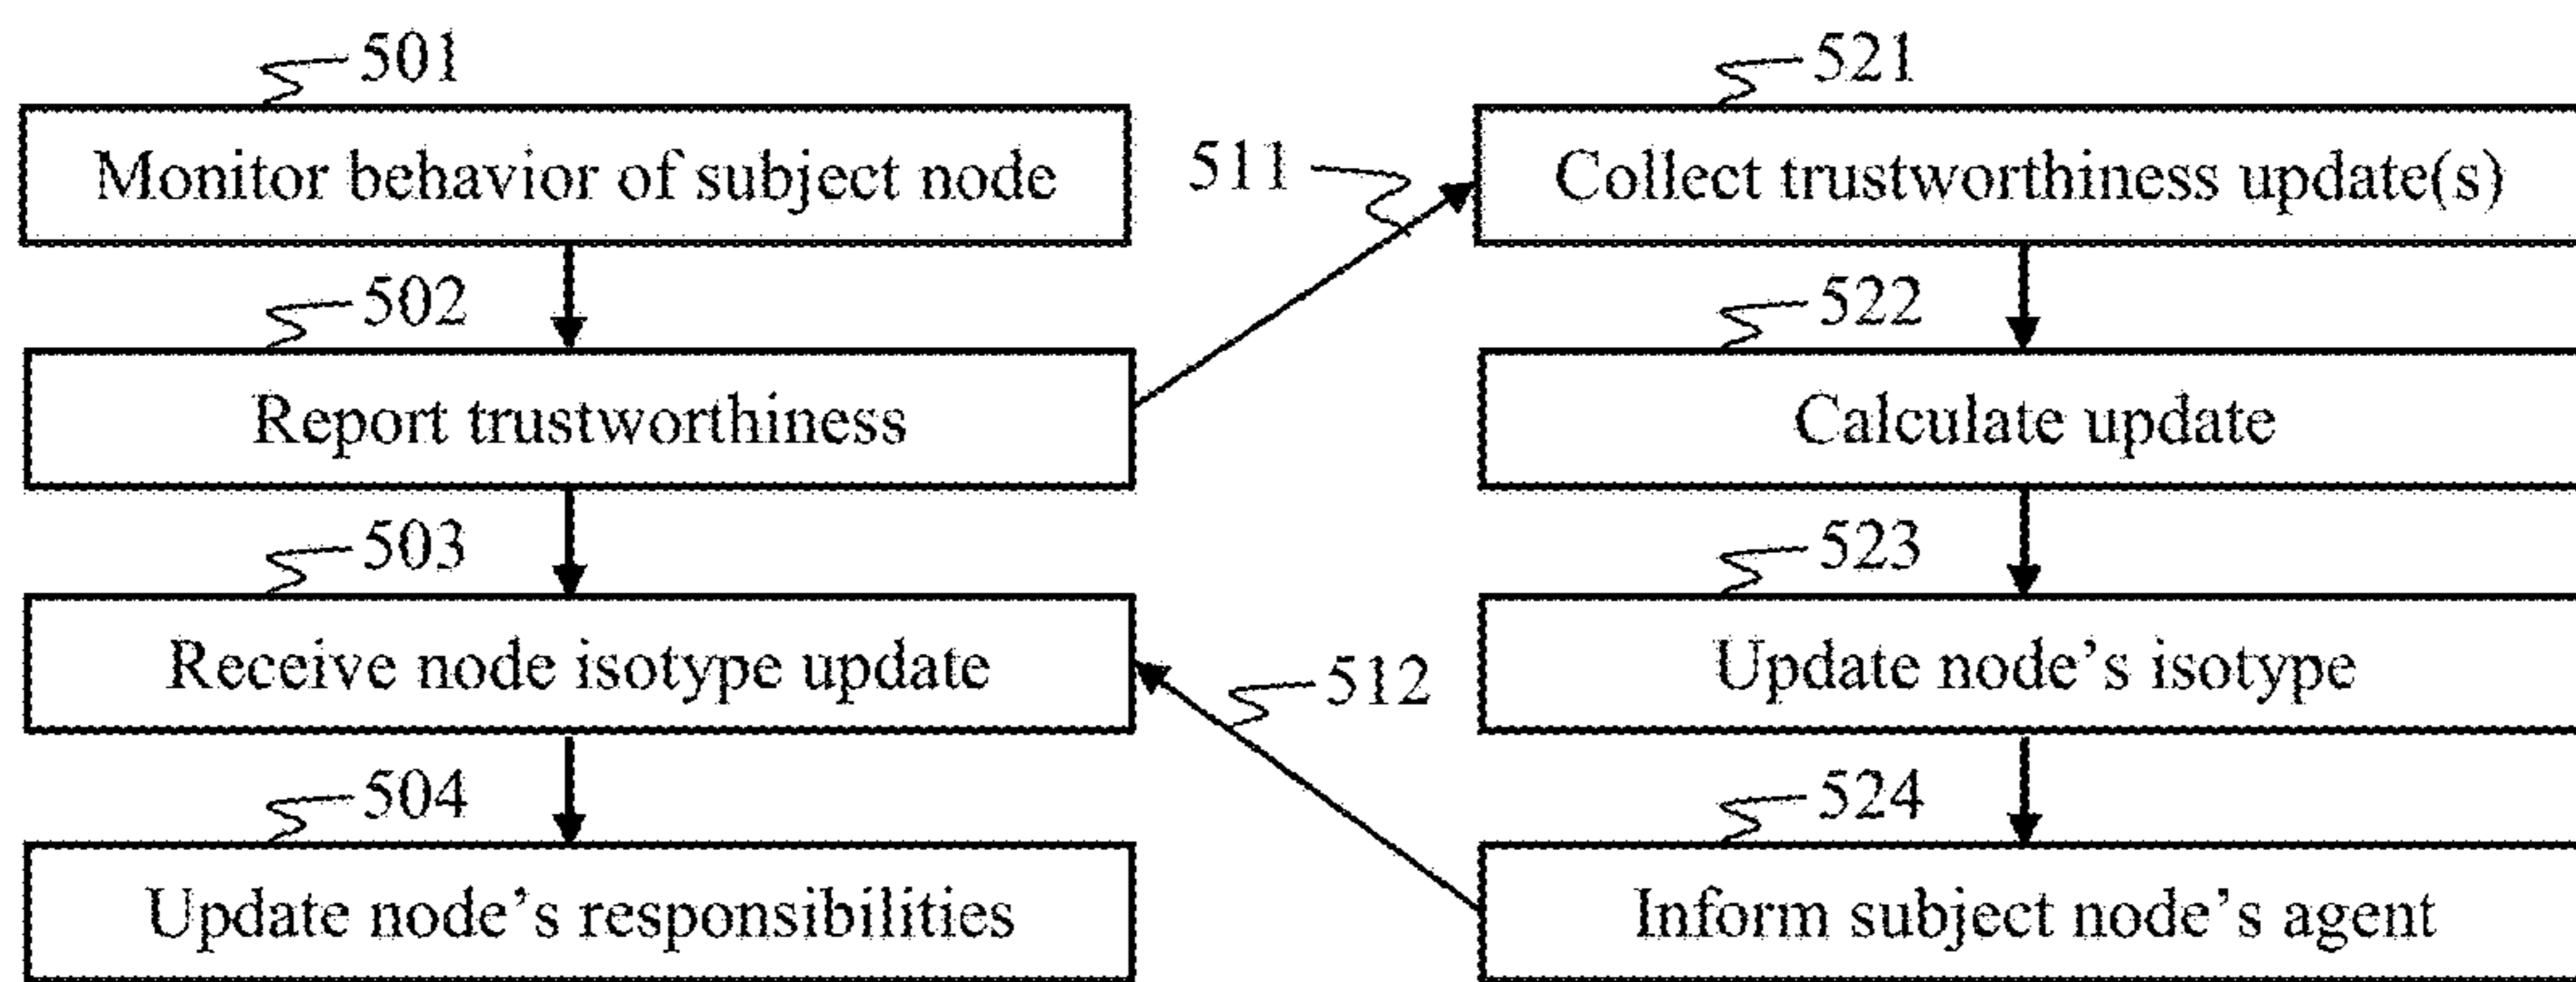 501
Monitor behavior of subject node
502
Report trustworthiness
503
Receive node isotype update
504
Update node's responsibilities
511
512
521
Collect trustworthiness update(s)
522
Calculate update
523
Update node's isotype
524
Inform subject node's agent